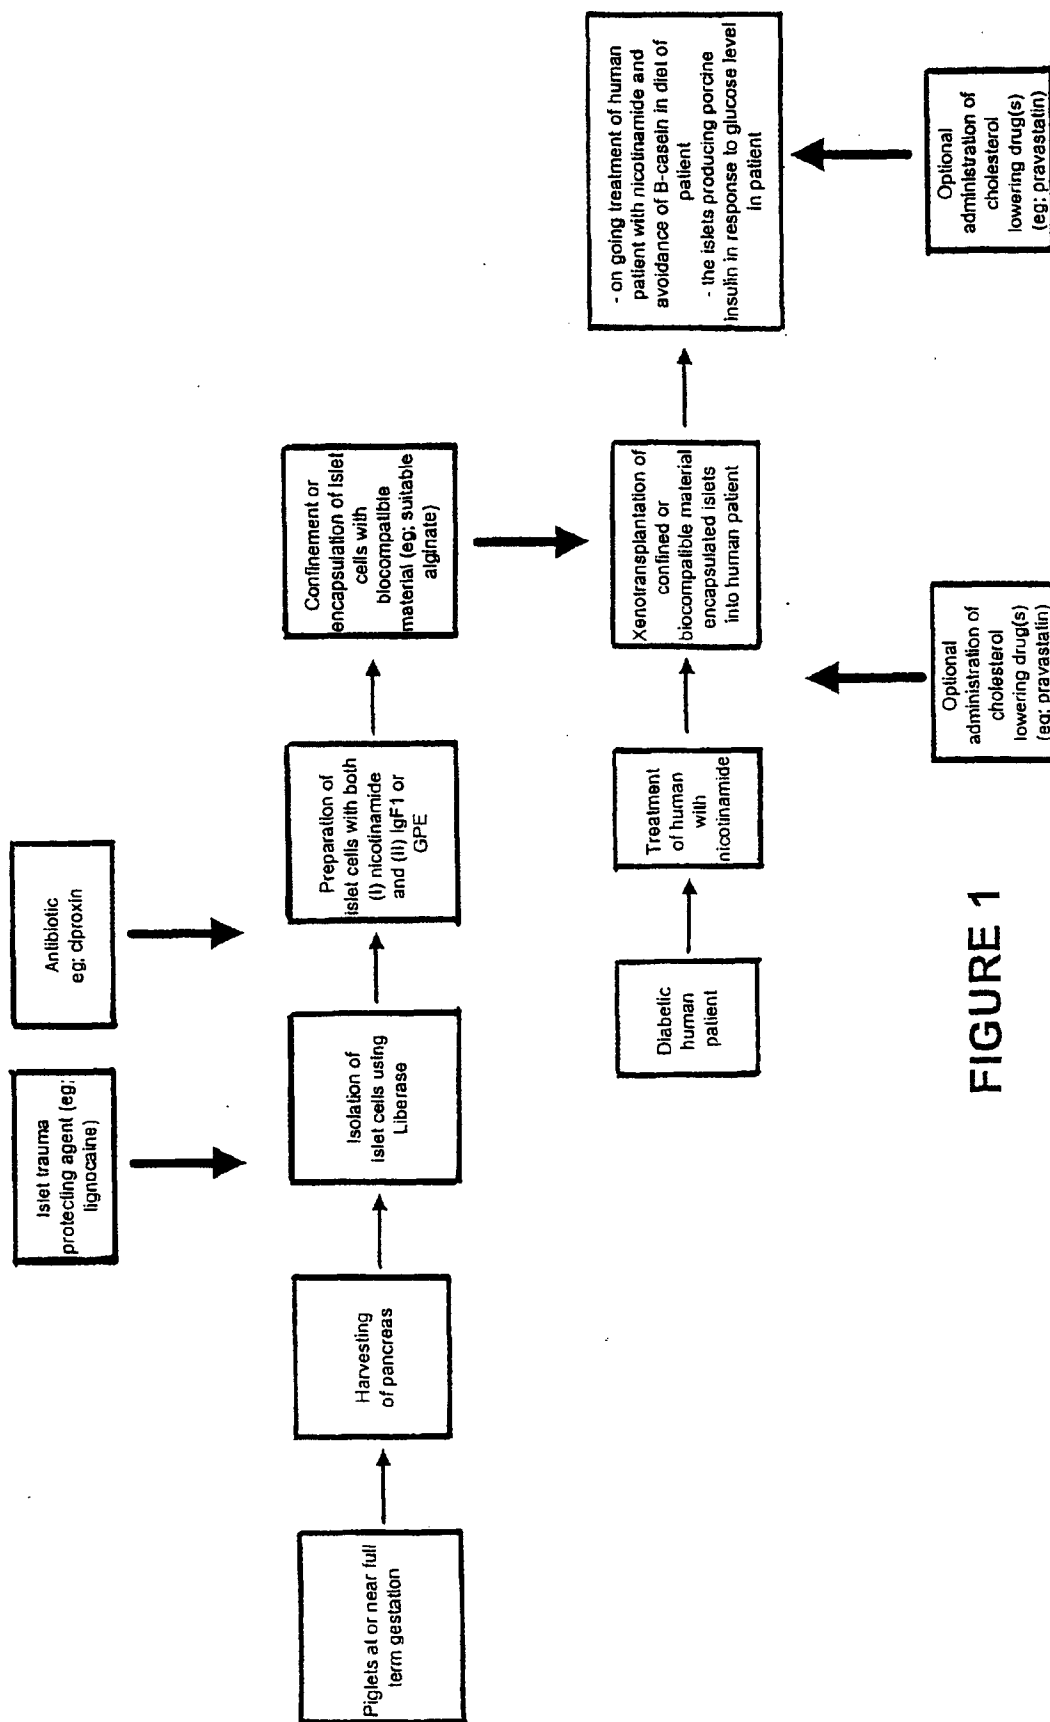 Islet trauma
protecting agent (eg;
lignocaine)
Antibiotic
eg; ciproxin
Piglets at or near full
term gestation
Harvesting
of pancreas
Isolation of
islet cells using
Liberase
Preparation of
islet cells with both
(I) nicotinamide
and (II) IgF1 or
GPE
Confinement or
encapsulation of islet
cells with
biocompatible
material (eg; suitable
alginate)
Diabetic
human
patient
Treatment
of human
with
nicotinamide
Xenotransplantation of
confined or
biocompatible material
encapsulated islets
into human patient
- on going treatment of human
patient with nicotinamide and
avoidance of B-casein in diet of
patient
- the islets producing porcine
insulin in response to glucose level
in patient
Optional
administration of
cholesterol
lowering drug(s)
(eg; pravastatin)
Optional
administration of
cholesterol
lowering drug(s)
(eg; pravastatin)
FIGURE 1